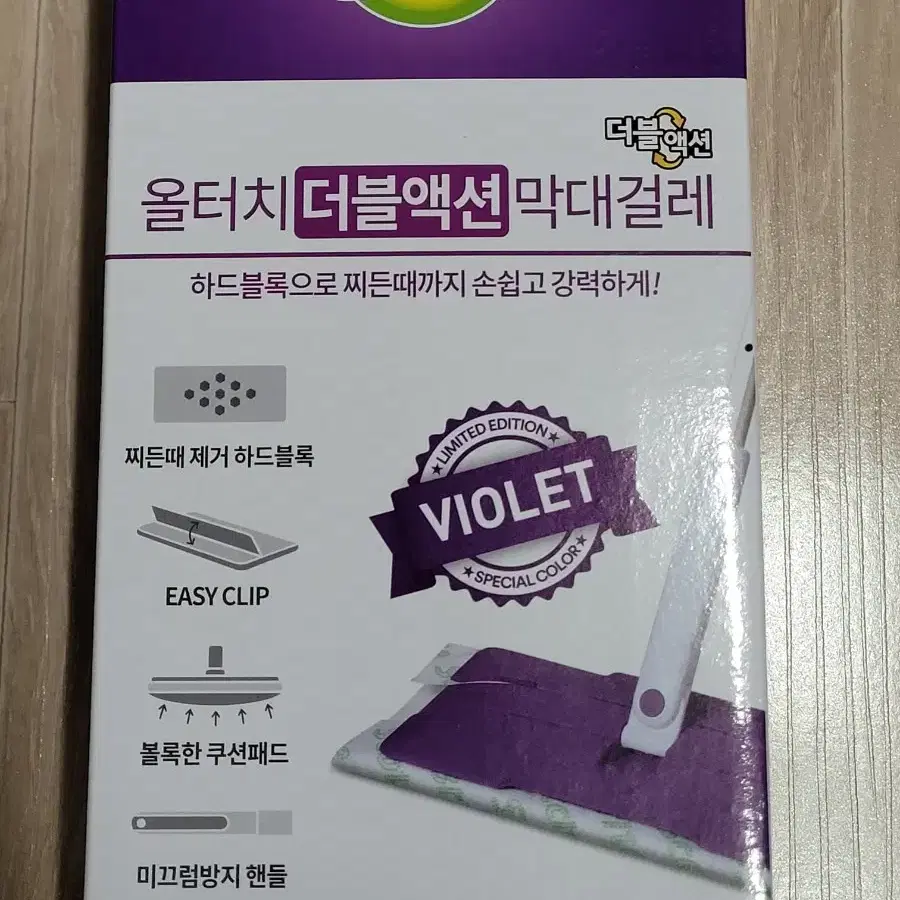 더블액션
올터치 더블액션 막대걸레
하드블록으로 찌든때까지 손쉽고 강력하게!
찌든때 제거 하드블록
EASY CLIP
볼록한 쿠션패드
미끄럼방지 핸들
LIMITED EDITION
VIOLET
SPECIAL COLOR